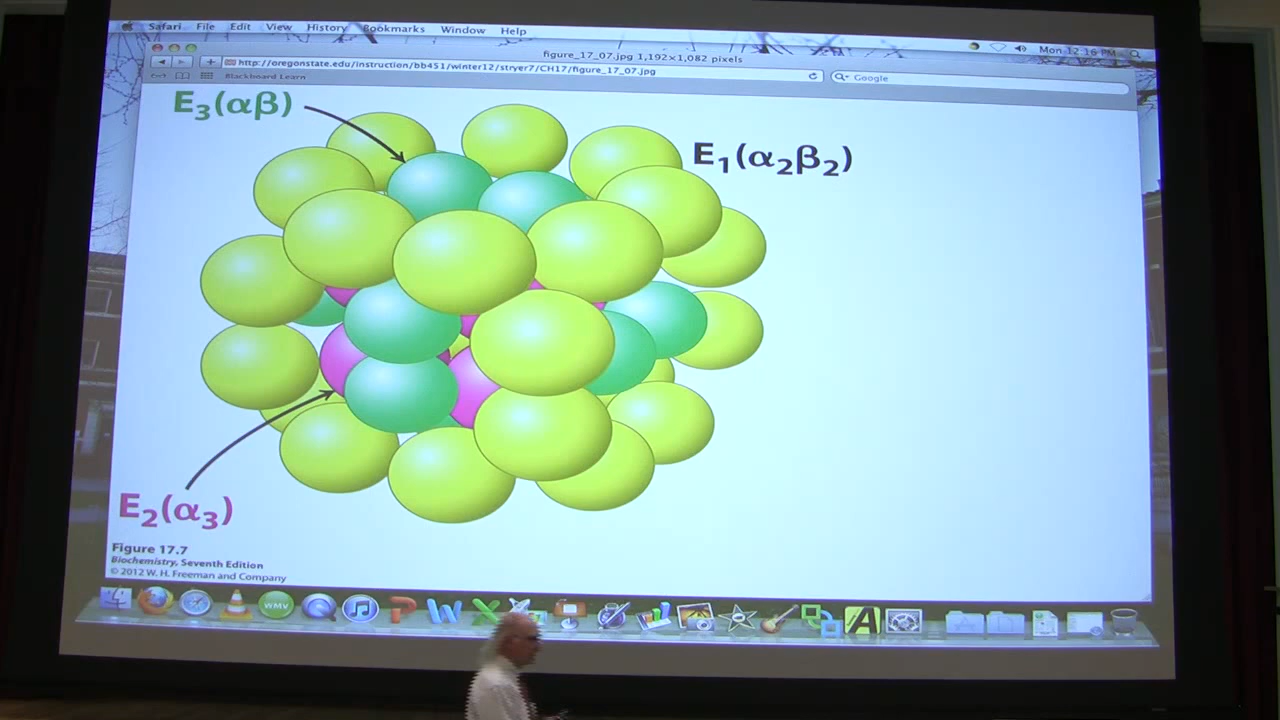 Safari File Edit View History Bookmarks Window Help
Mon 12:16 PM
figure_17_07.jpg 1,192×1,082 pixels
http://oregonstate.edu/instruction/bb451/winter12/stryer7/CH17/figure_17_07.jpg
Google
Blackboard Learn
E3(αβ)
E1(α2β2)
E2(α3)
Figure 17.7
Biochemistry, Seventh Edition
© 2012 W. H. Freeman and Company
WMV